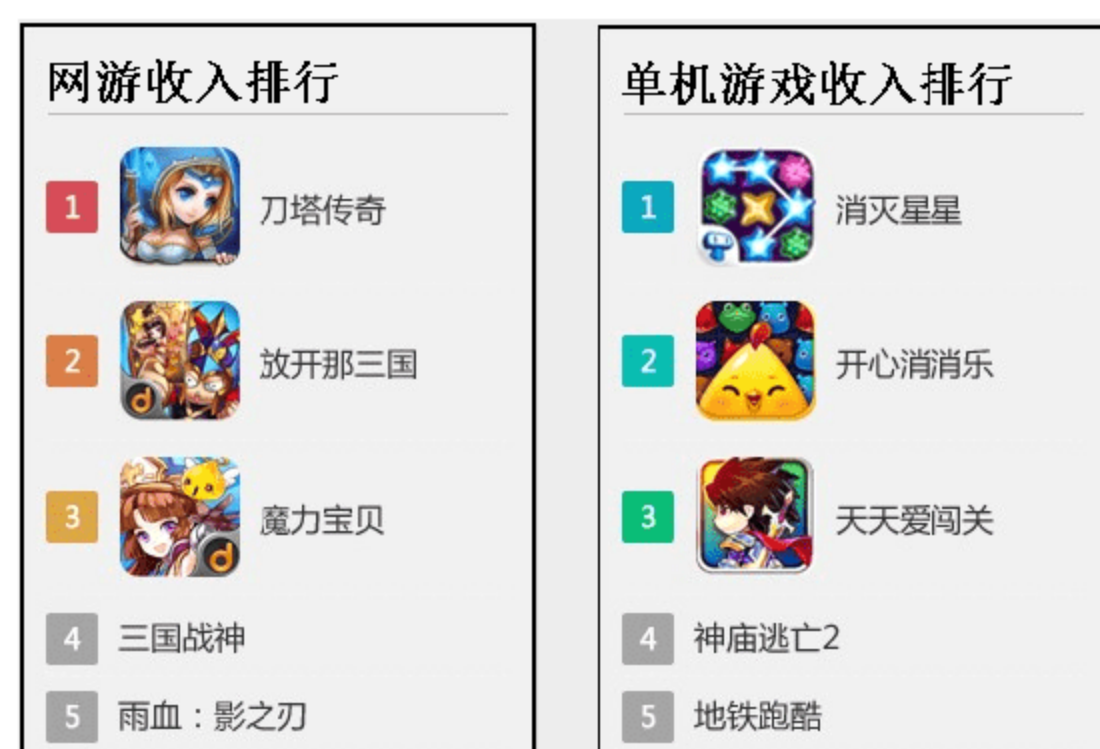 网游收入排行
1 刀塔传奇
2 放开那三国
3 魔力宝贝
4 三国战神
5 雨血：影之刃
单机游戏收入排行
1 消灭星星
2 开心消消乐
3 天天爱闯关
4 神庙逃亡2
5 地铁跑酷